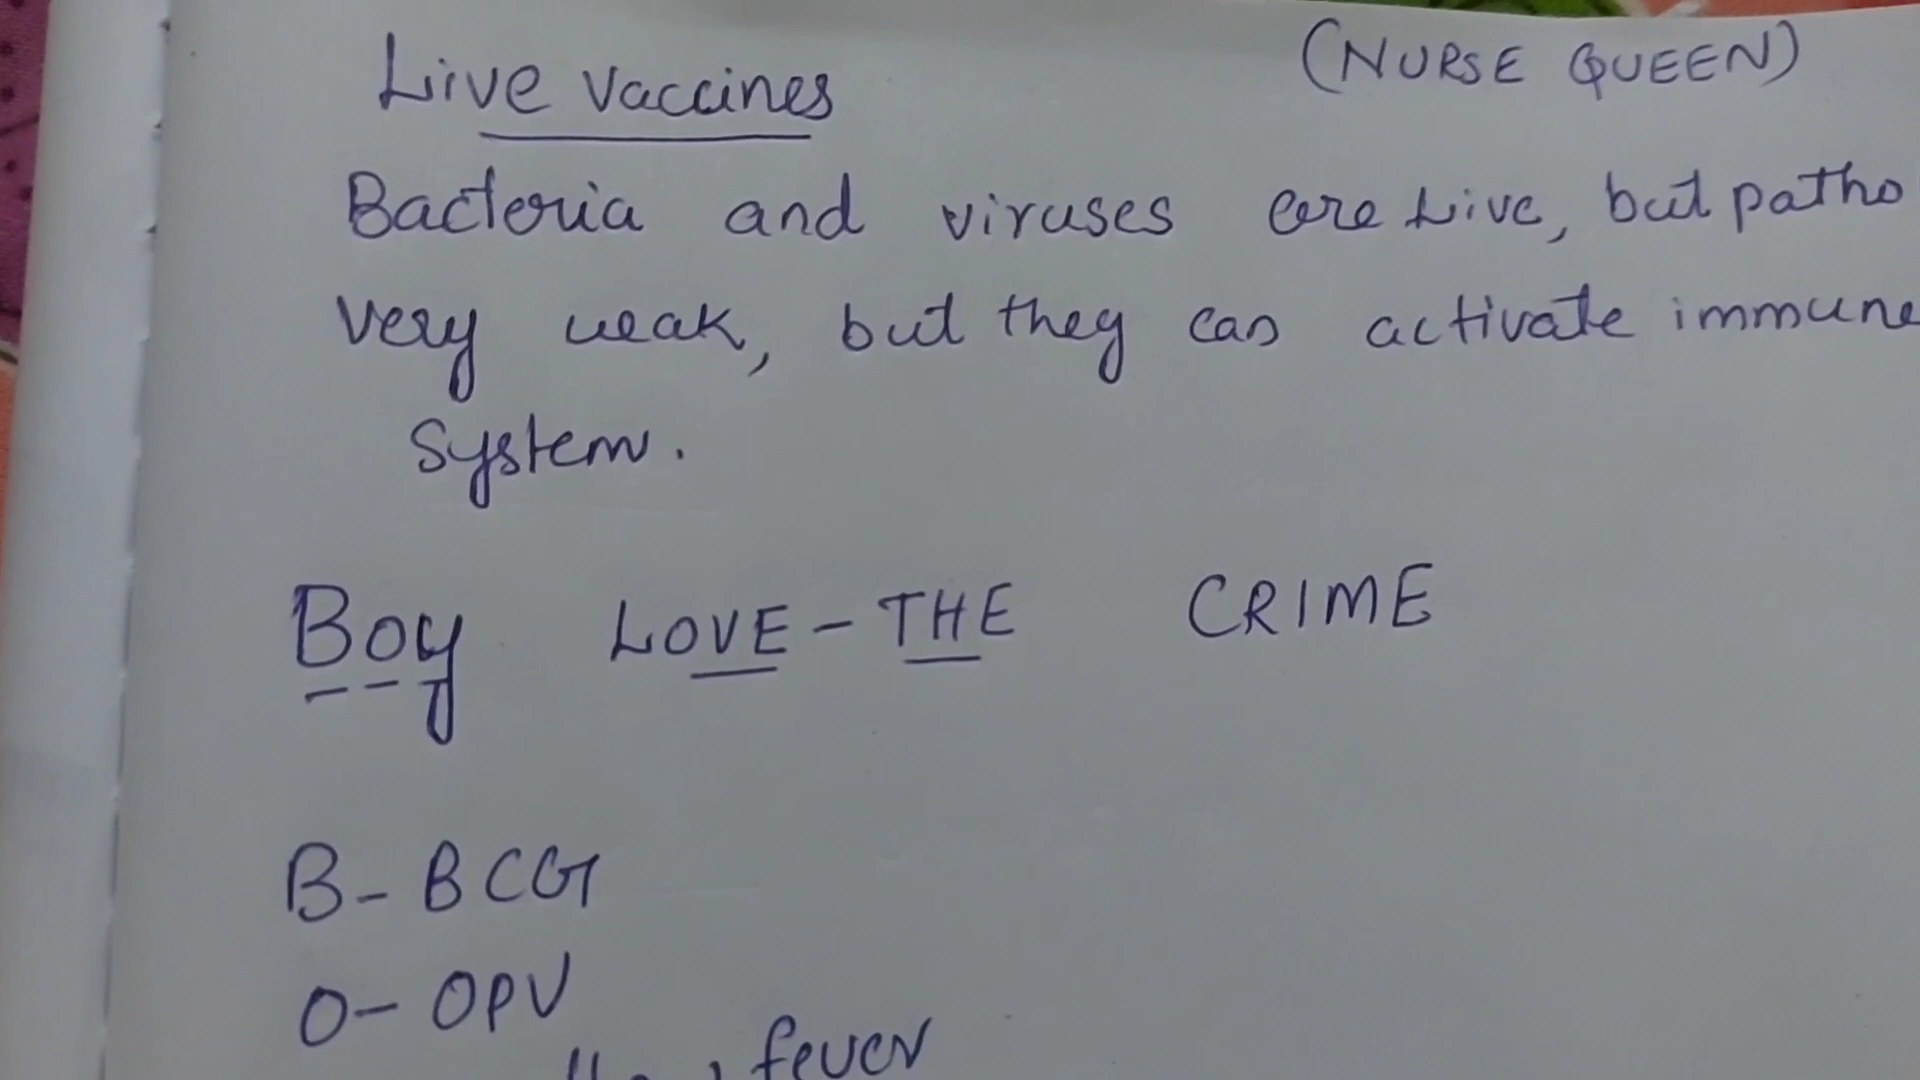 Live Vaccines (NURSE QUEEN)
Bacteria and viruses are Live, but patho
very weak, but they can activate immune
System.
Boy LOVE - THE CRIME
B - BCG
O - OPV
fever